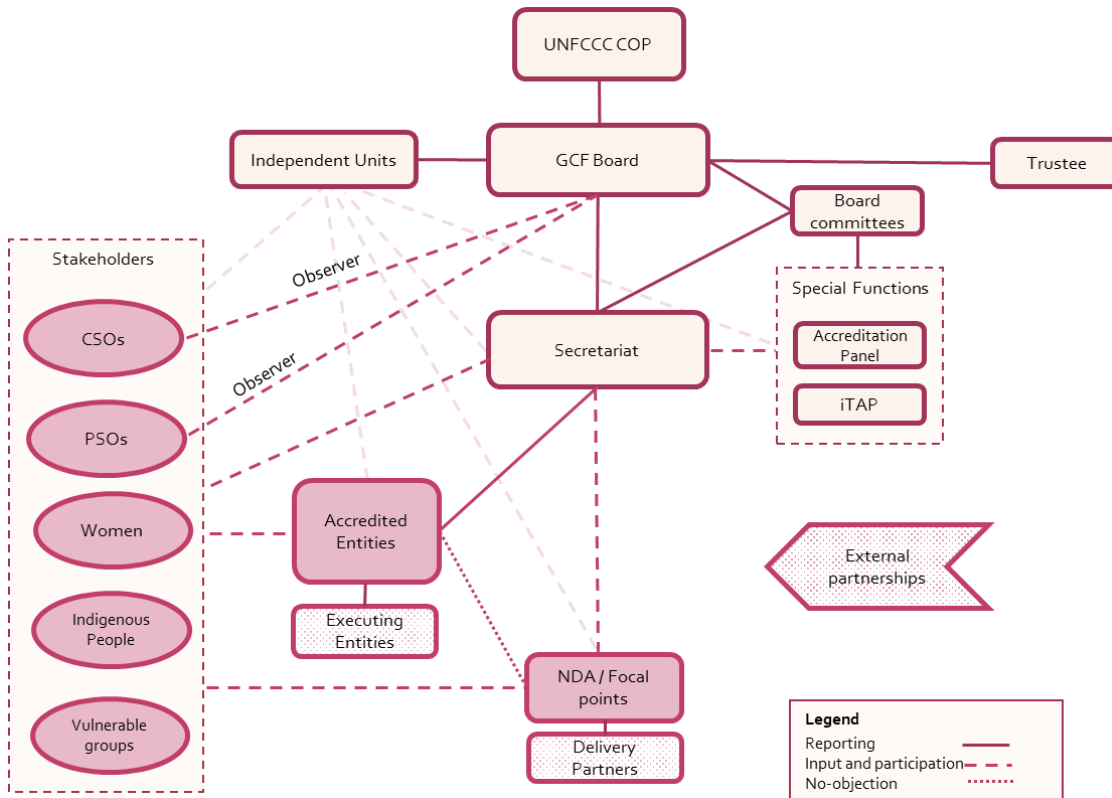 UNFCCC COP
Independent Units
GCF Board
Trustee
Board
committees
Stakeholders
Observer
CSOs
Special Functions
Accreditation
Panel
iTAP
Secretariat
Observer
PSOs
Women
Accredited
Entities
External
partnerships
Executing
Entities
Indigenous
People
NDA / Focal
points
Vulnerable
groups
Delivery
Partners
Legend
Reporting
Input and participation
No-objection